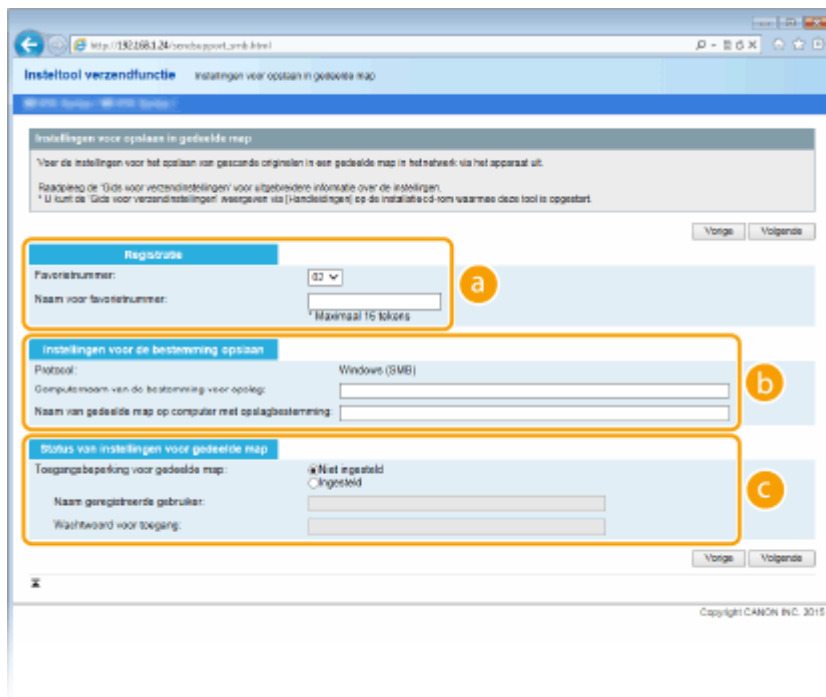 http://192.168.1.24/sendsupport_smb.html
Insteltool verzendfunctie Instellingen voor opslaan in gedeelde map
Instellingen voor opslaan in gedeelde map
Voer de instellingen voor het opslaan van gescande originelen in een gedeelde map in het netwerk via het apparaat uit.
Raadpleeg de 'Gids voor verzendinstellingen' voor uitgebreidere informatie over de instellingen.
* U kunt de 'Gids voor verzendinstellingen' weergeven via [Handleidingen] op de installatie-cd-rom waarmee deze tool is opgestart.
Vorige Volgende
Registratie
Favorietnummer: 02
Naam voor favorietnummer:
* Maximaal 16 tekens
a
Instellingen voor de bestemming opslaan
Protocol: Windows (SMB)
Computernaam van de bestemming voor opslag:
Naam van gedeelde map op computer met opslagbestemming:
b
Status van instellingen voor gedeelde map
Toegangsbeperking voor gedeelde map: Niet ingesteld
Ingesteld
Naam geregistreerde gebruiker:
Wachtwoord voor toegang:
c
Vorige Volgende
Copyright CANON INC. 2015